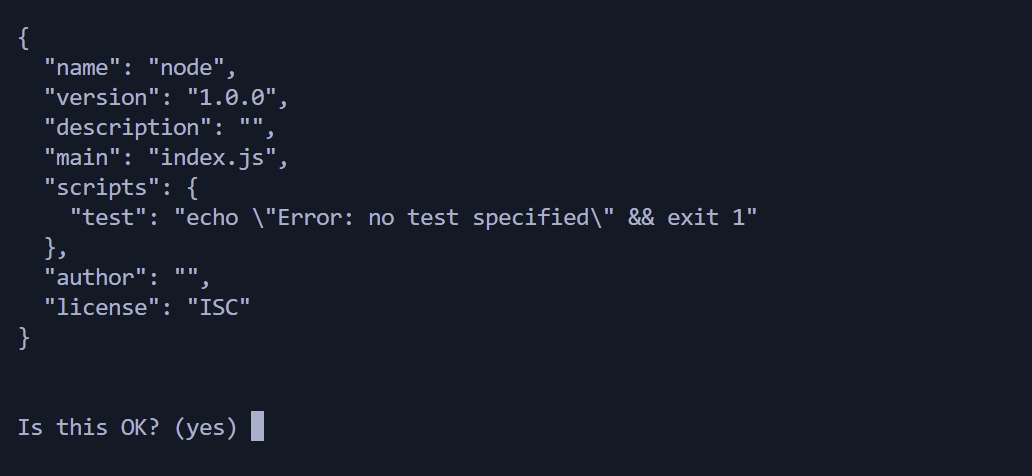 {
  "name": "node",
  "version": "1.0.0",
  "description": "",
  "main": "index.js",
  "scripts": {
    "test": "echo \"Error: no test specified\" && exit 1"
  },
  "author": "",
  "license": "ISC"
}
Is this OK? (yes)